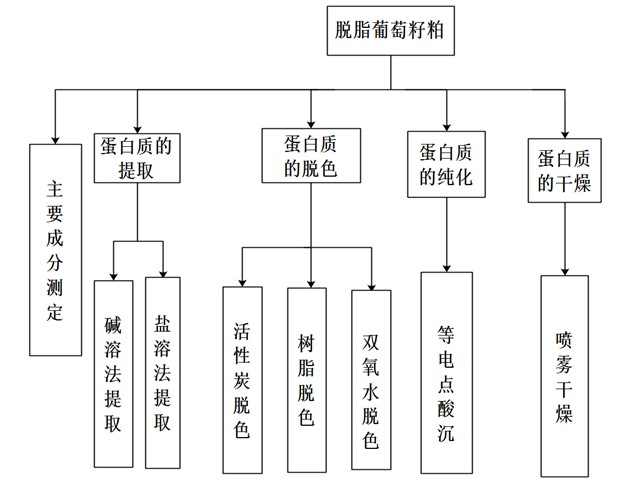 脱脂葡萄籽粕
蛋白质的
提取
蛋白质
的脱色
蛋白质
的纯化
蛋白质
的干燥
主要成分测定
碱溶法提取
盐溶法提取
活性炭脱色
树脂脱色
双氧水脱色
等电点酸沉
喷雾干燥